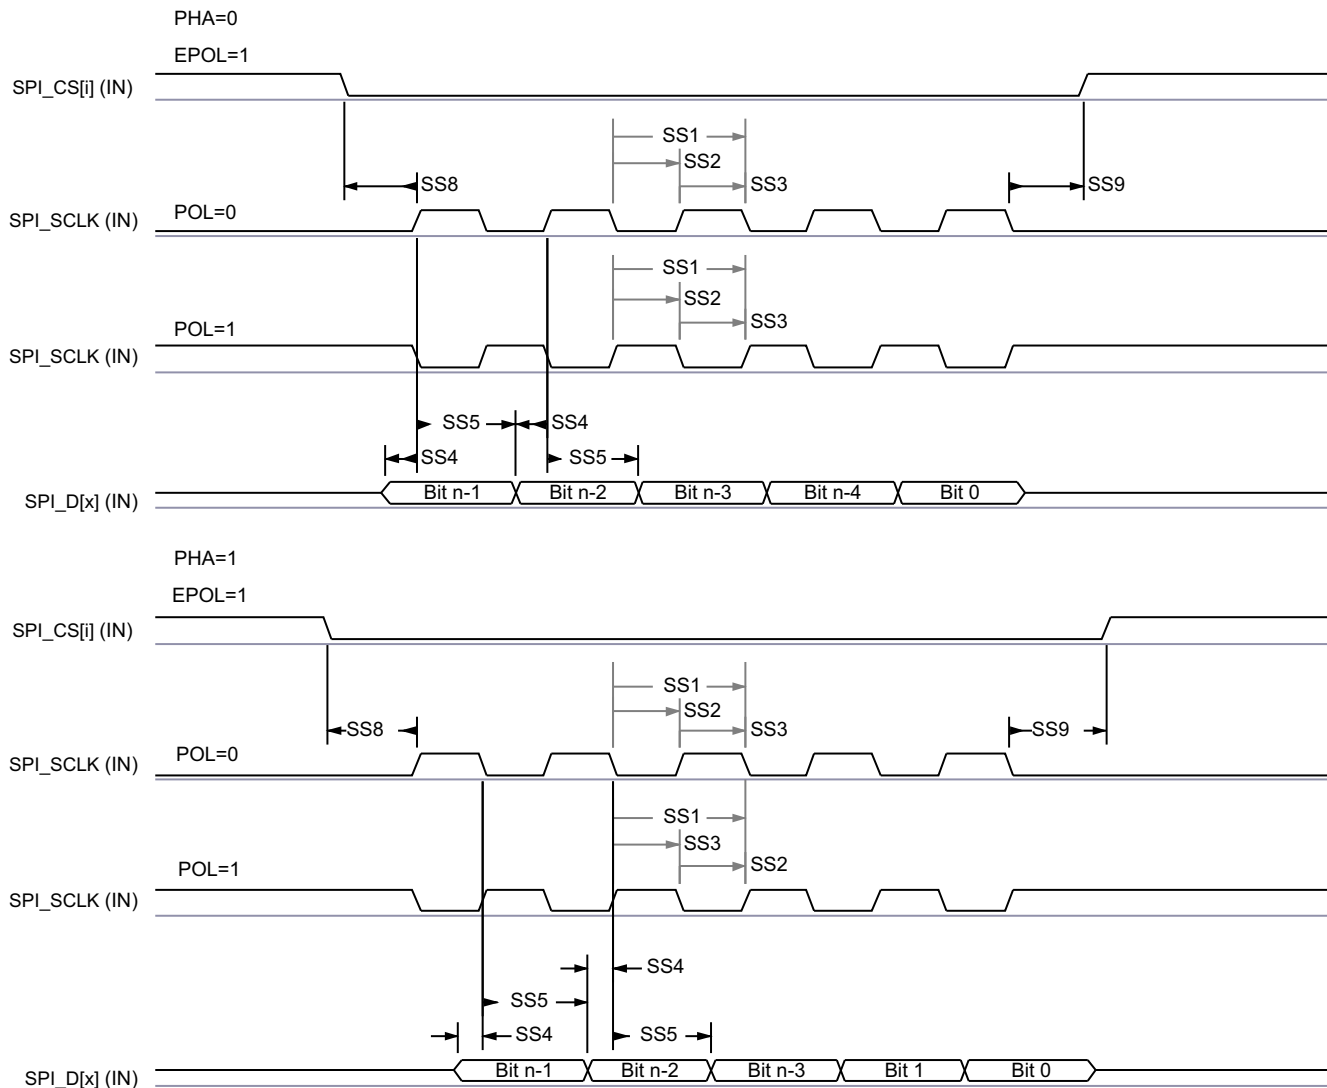 PHA=0
EPOL=1
SPI_CS[i] (IN)
SS1
SS2
SS8
SS3
SS9
POL=0
SPI_SCLK (IN)
SS1
SS2
SS3
POL=1
SPI_SCLK (IN)
SS5
SS4
SS4
SS5
SPI_D[x] (IN)
Bit n-1
Bit n-2
Bit n-3
Bit n-4
Bit 0
PHA=1
EPOL=1
SPI_CS[i] (IN)
SS1
SS2
SS8
SS3
SS9
POL=0
SPI_SCLK (IN)
SS1
SS3
SS2
POL=1
SPI_SCLK (IN)
SS4
SS5
SS4
SS5
SPI_D[x] (IN)
Bit n-1
Bit n-2
Bit n-3
Bit 1
Bit 0